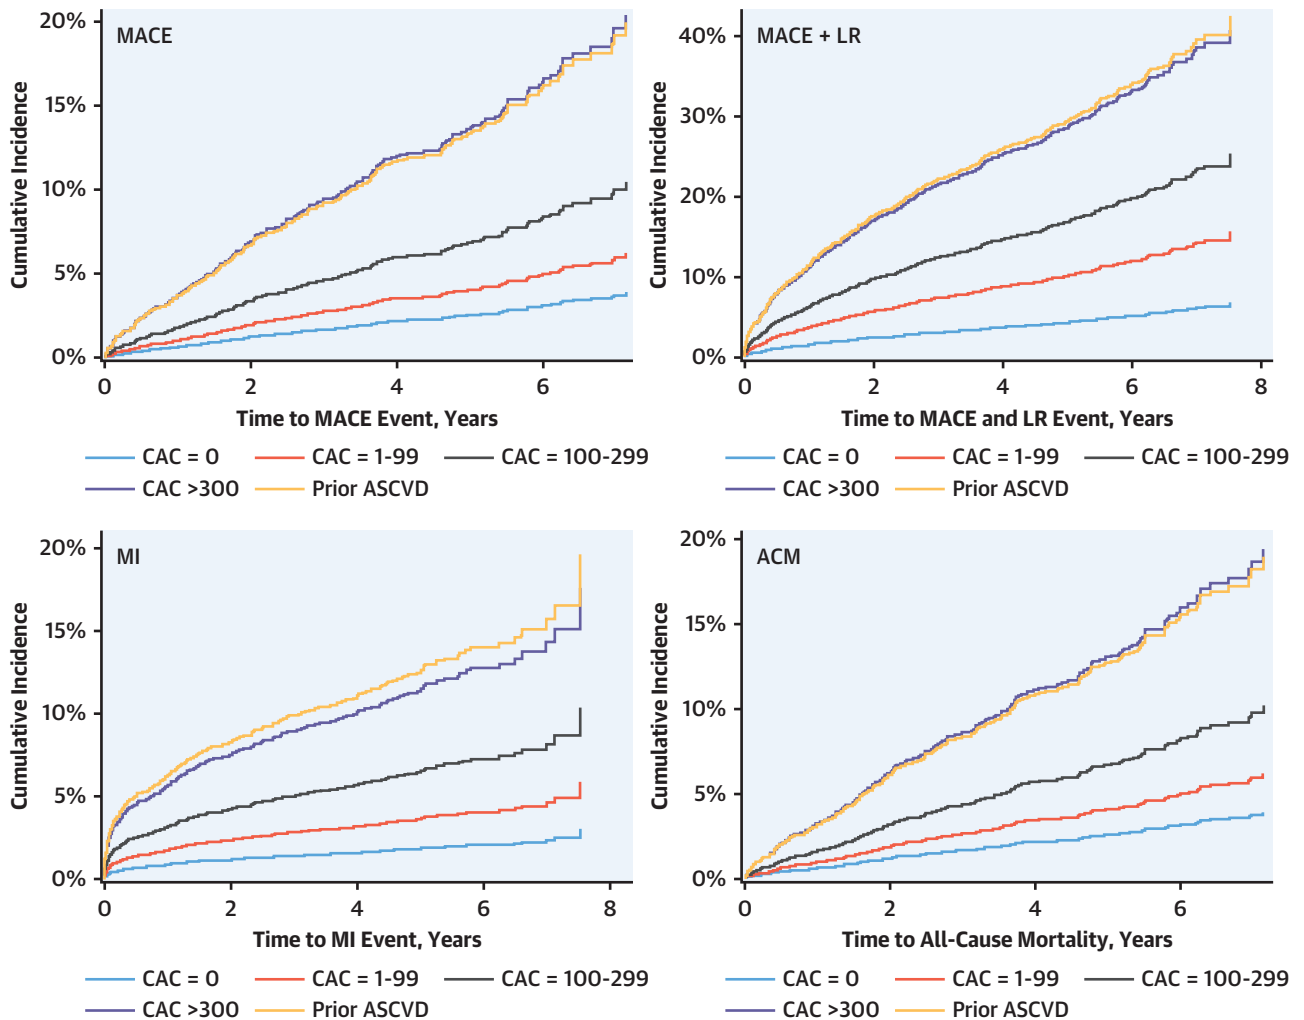 MACE
20%
15%
10%
5%
0%
Cumulative Incidence
0 2 4 6
Time to MACE Event, Years
CAC = 0 CAC = 1-99 CAC = 100-299
CAC >300 Prior ASCVD
MACE + LR
40%
30%
20%
10%
0%
Cumulative Incidence
0 2 4 6 8
Time to MACE and LR Event, Years
CAC = 0 CAC = 1-99 CAC = 100-299
CAC >300 Prior ASCVD
MI
20%
15%
10%
5%
0%
Cumulative Incidence
0 2 4 6 8
Time to MI Event, Years
CAC = 0 CAC = 1-99 CAC = 100-299
CAC >300 Prior ASCVD
ACM
20%
15%
10%
5%
0%
Cumulative Incidence
0 2 4 6
Time to All-Cause Mortality, Years
CAC = 0 CAC = 1-99 CAC = 100-299
CAC >300 Prior ASCVD